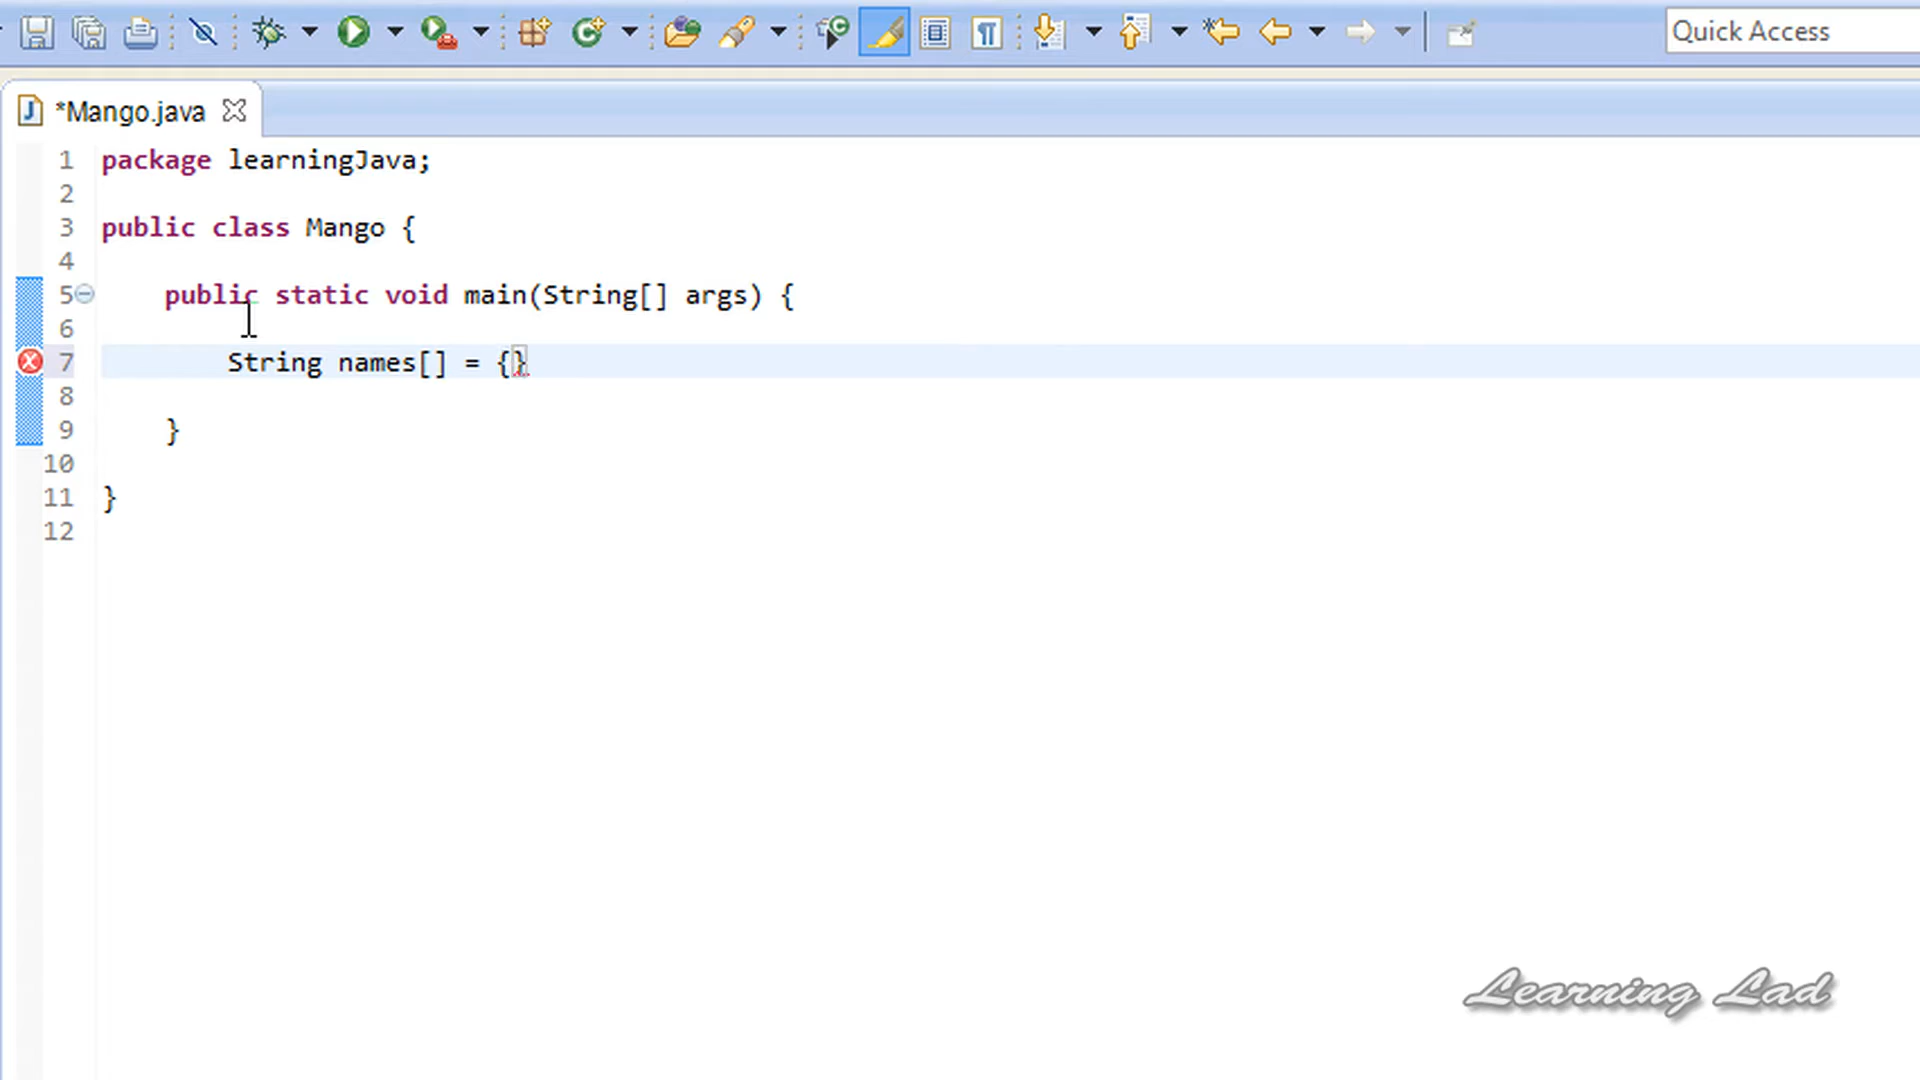 Quick Access
*Mango.java
1 package learningJava;
2
3 public class Mango {
4
5 public static void main(String[] args) {
6
7 String names[] = {}
8
9 }
10
11 }
12
Learning Lad